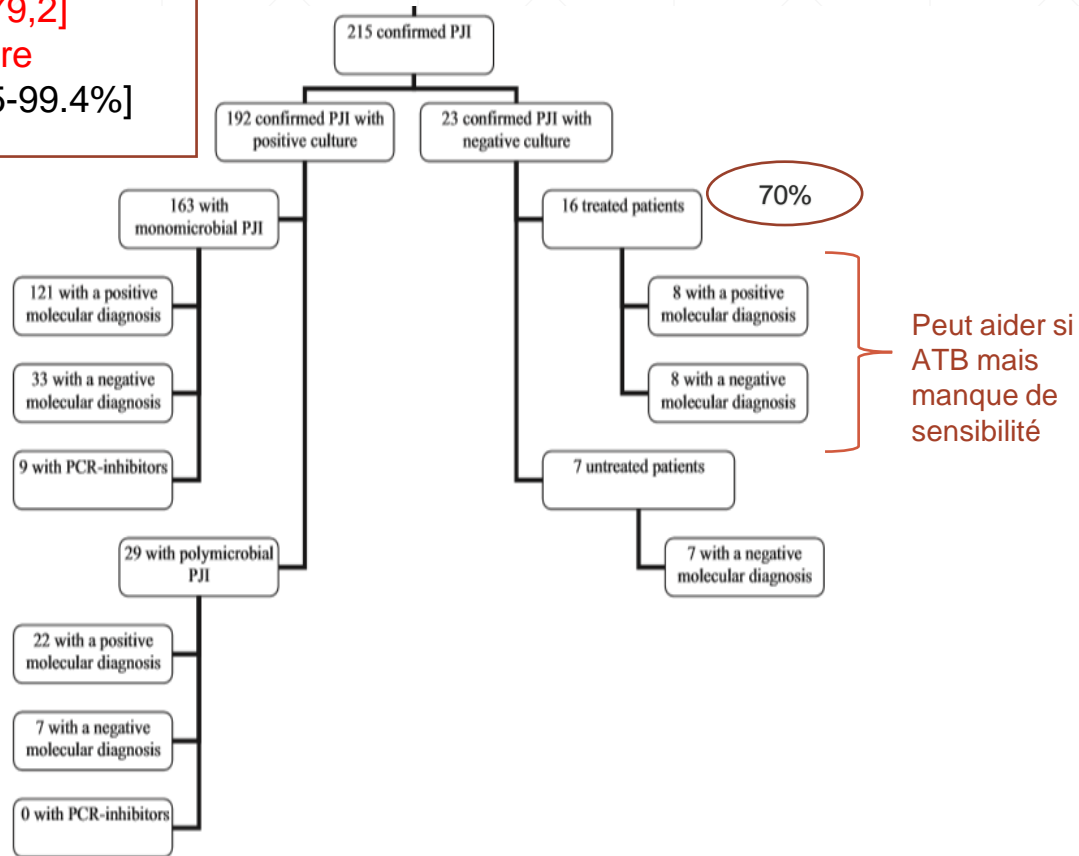 79,2]
re
5-99.4%]
215 confirmed PJI
192 confirmed PJI with
positive culture
23 confirmed PJI with
negative culture
163 with
monomicrobial PJI
121 with a positive
molecular diagnosis
33 with a negative
molecular diagnosis
9 with PCR-inhibitors
29 with polymicrobial
PJI
22 with a positive
molecular diagnosis
7 with a negative
molecular diagnosis
0 with PCR-inhibitors
16 treated patients
70%
8 with a positive
molecular diagnosis
8 with a negative
molecular diagnosis
7 untreated patients
7 with a negative
molecular diagnosis
Peut aider si
ATB mais
manque de
sensibilité